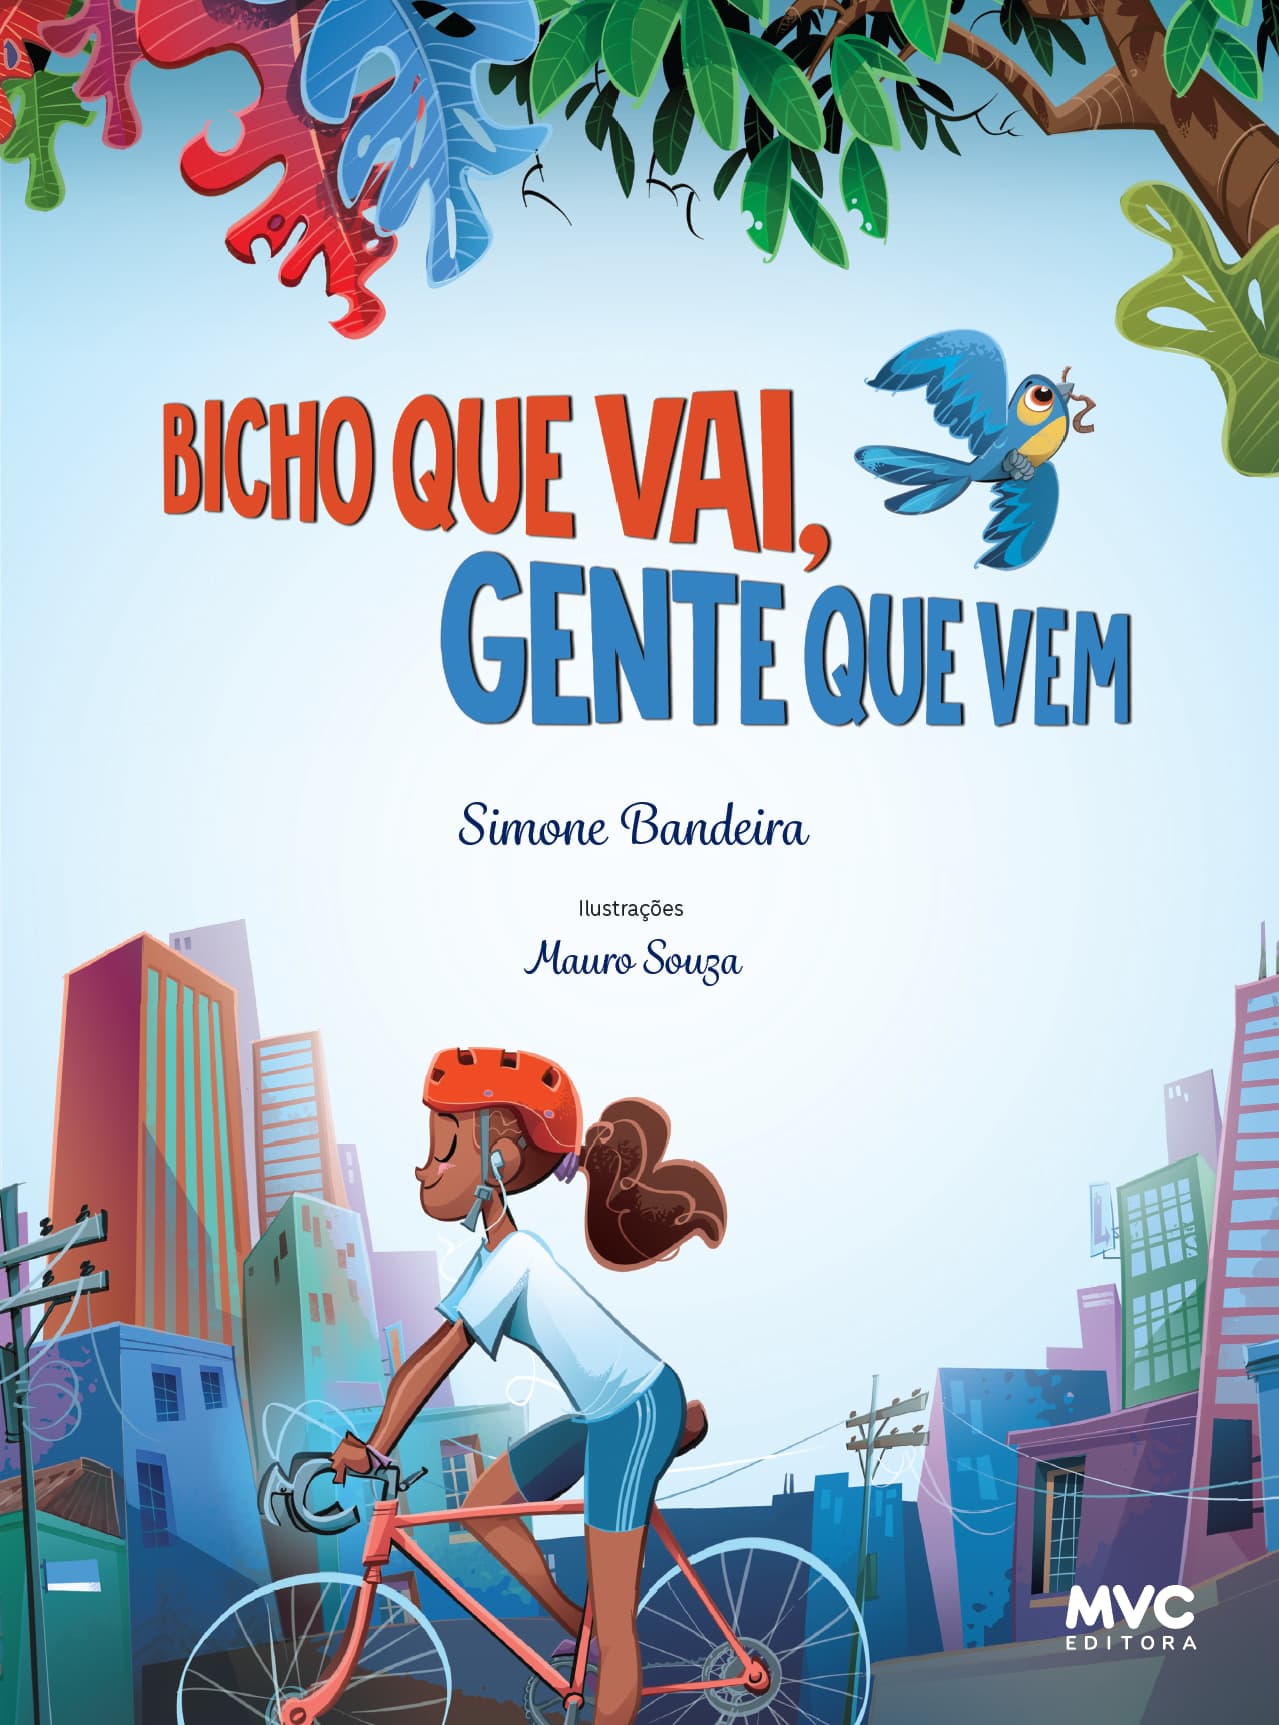 BICHO QUE VAI,
GENTE QUE VEM
Simone Bandeira
Ilustrações
Mauro Souza
MVC
EDITORA